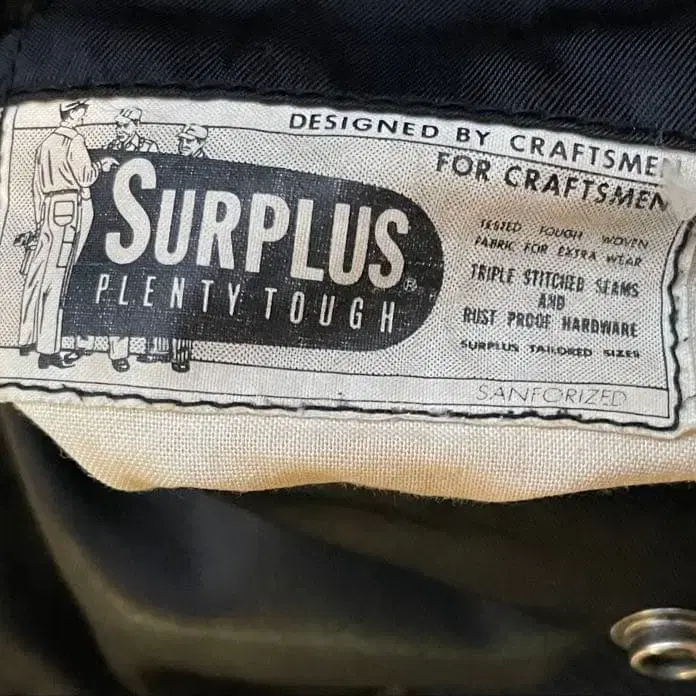 DESIGNED BY CRAFTSMEN
FOR CRAFTSMEN
SURPLUS®
PLENTY TOUGH
TESTED TOUGH WOVEN
FABRIC FOR EXTRA WEAR
TRIPLE STITCHED SEAMS
AND
RUST PROOF HARDWARE
SURPLUS TAILORED SIZES
SANFORIZED